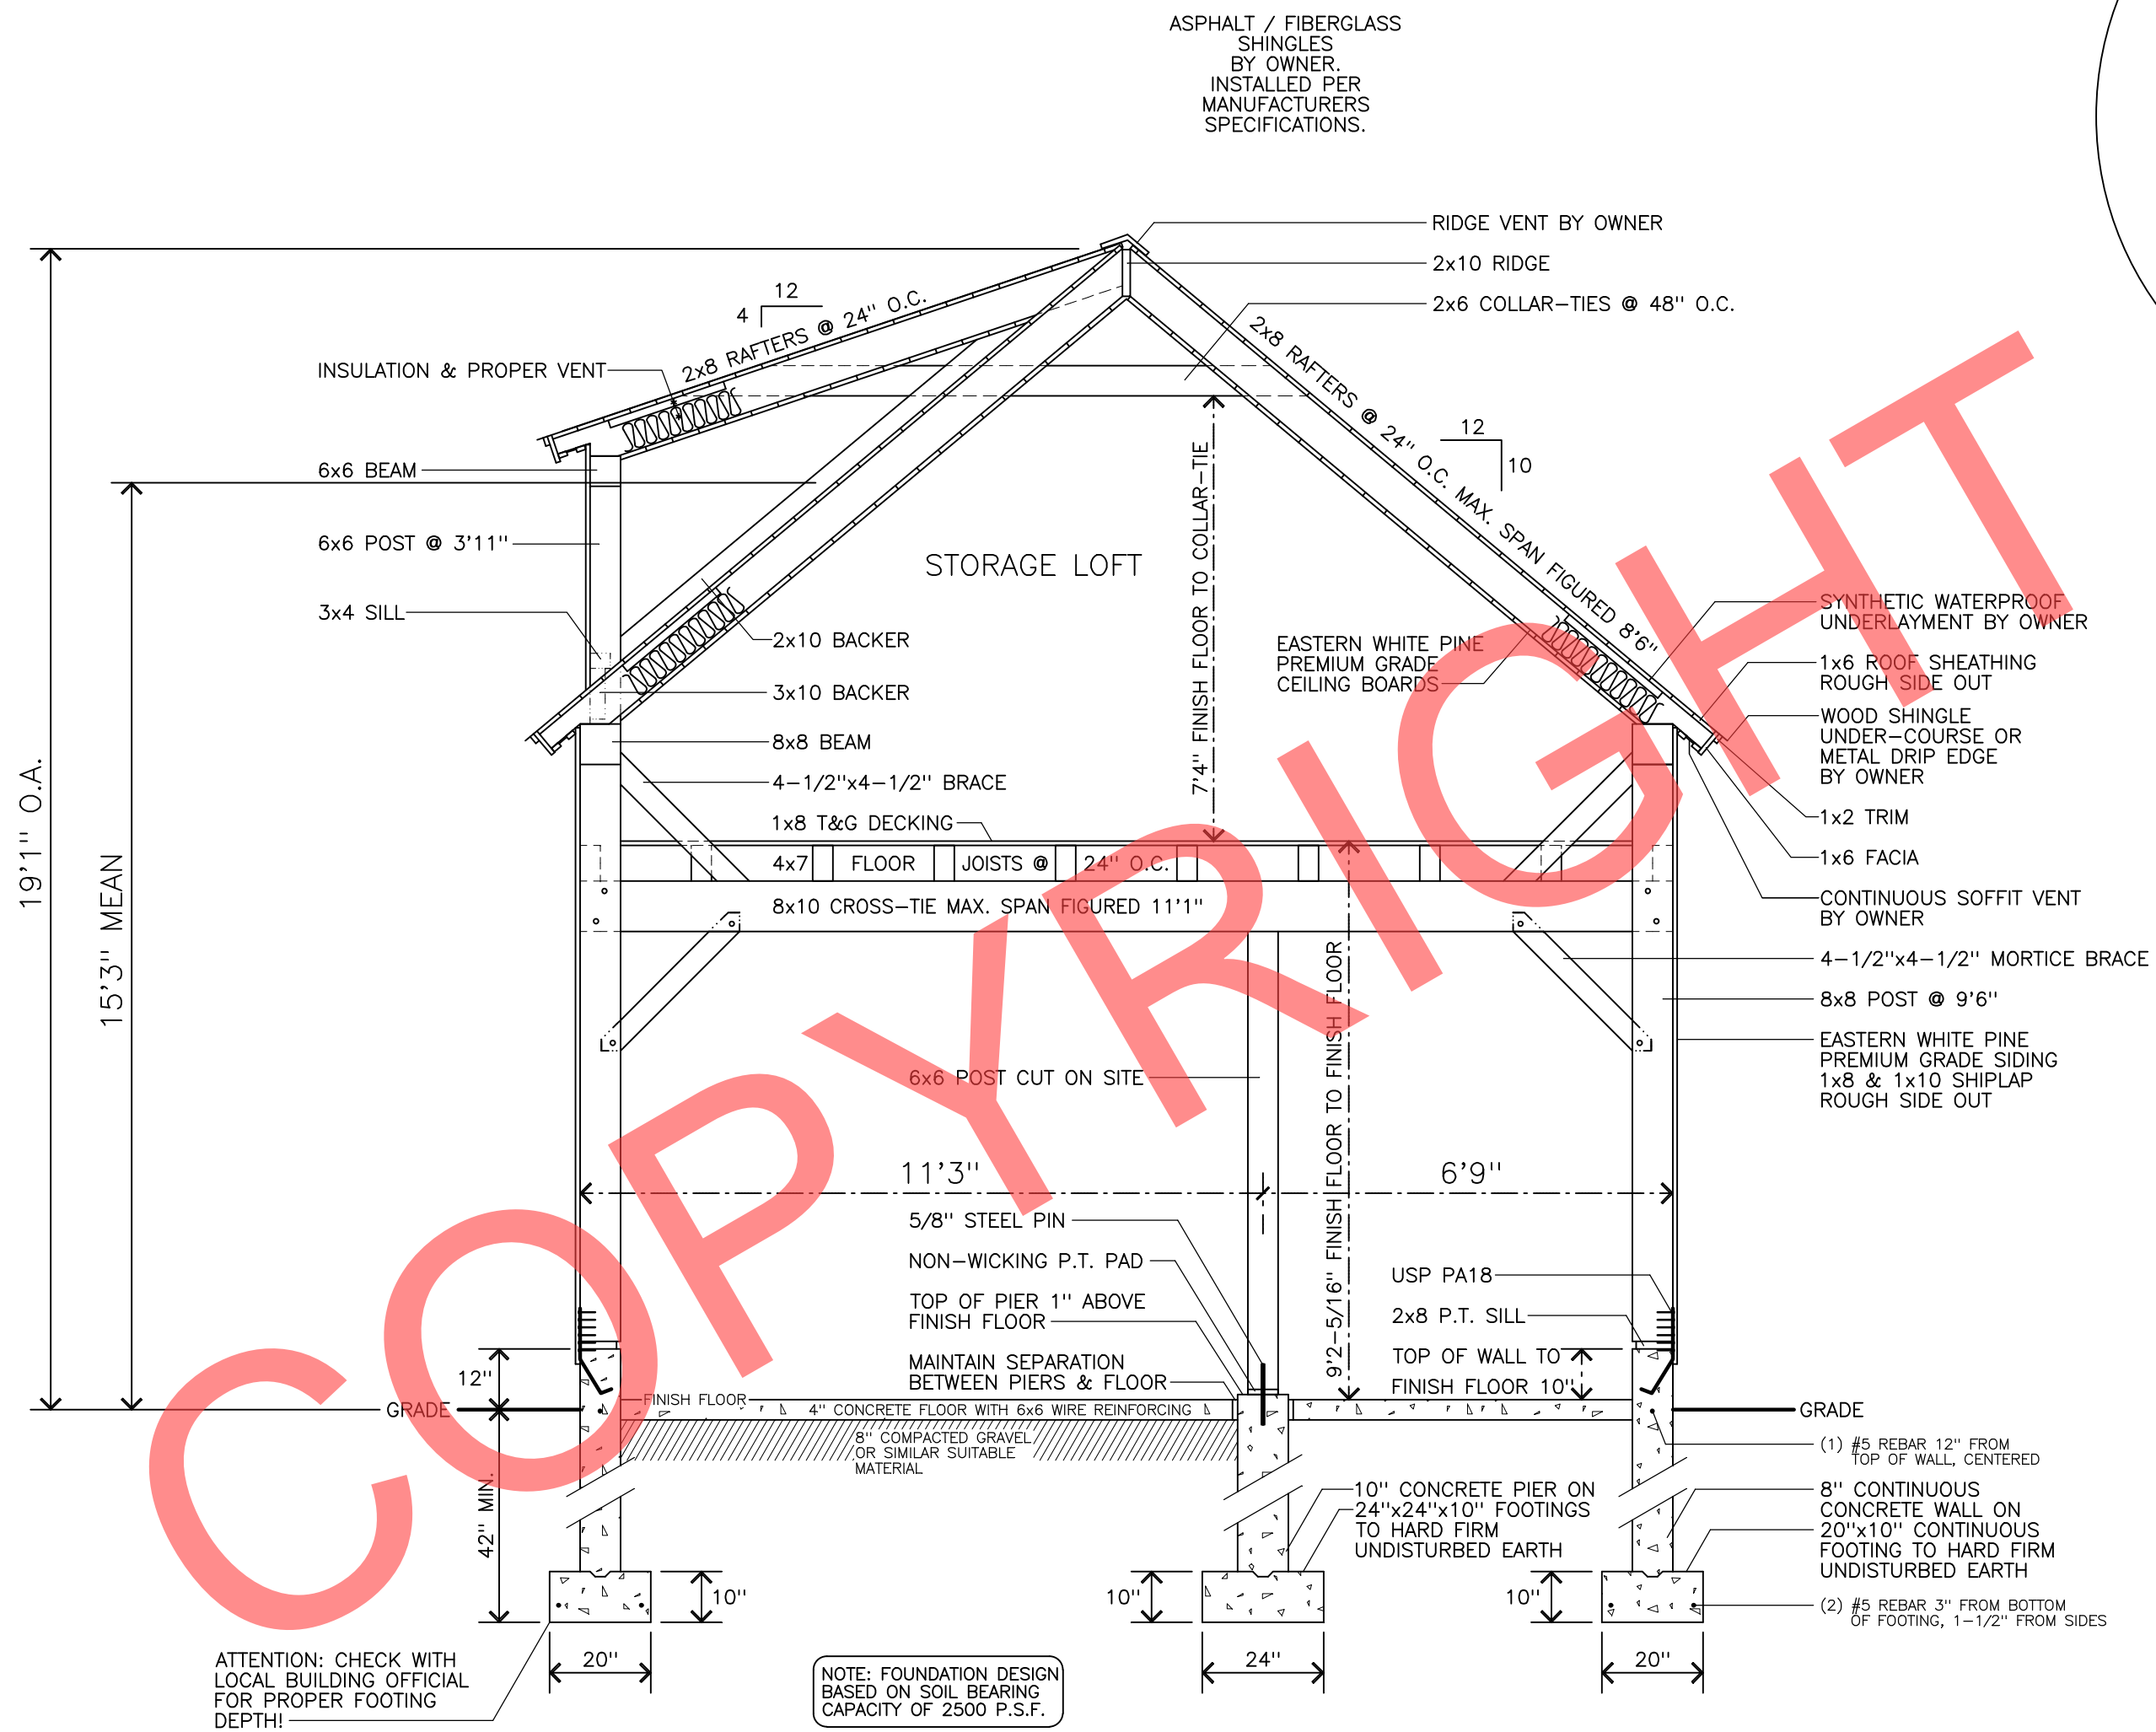 ASPHALT / FIBERGLASS
SHINGLES
BY OWNER.
INSTALLED PER
MANUFACTURERS
SPECIFICATIONS.
RIDGE VENT BY OWNER
2x10 RIDGE
2x6 COLLAR-TIES @ 48" O.C.
12
4
2x8 RAFTERS @ 24" O.C.
INSULATION & PROPER VENT
2x8 RAFTERS @ 24" O.C. MAX. SPAN FIGURED 8'6"
12
10
6x6 BEAM
6x6 POST @ 3'11"
3x4 SILL
STORAGE LOFT
7'4" FINISH FLOOR TO COLLAR-TIE
2x10 BACKER
3x10 BACKER
8x8 BEAM
4-1/2"x4-1/2" BRACE
1x8 T&G DECKING
4x7 FLOOR JOISTS @ 24" O.C.
8x10 CROSS-TIE MAX. SPAN FIGURED 11'1"
EASTERN WHITE PINE
PREMIUM GRADE
CEILING BOARDS
SYNTHETIC WATERPROOF
UNDERLAYMENT BY OWNER
1x6 ROOF SHEATHING
ROUGH SIDE OUT
WOOD SHINGLE
UNDER-COURSE OR
METAL DRIP EDGE
BY OWNER
1x2 TRIM
1x6 FACIA
CONTINUOUS SOFFIT VENT
BY OWNER
4-1/2"x4-1/2" MORTICE BRACE
8x8 POST @ 9'6"
EASTERN WHITE PINE
PREMIUM GRADE SIDING
1x8 & 1x10 SHIPLAP
ROUGH SIDE OUT
19'1" O.A.
15'3" MEAN
6x6 POST CUT ON SITE
9'2-5/16" FINISH FLOOR TO FINISH FLOOR
11'3"
6'9"
5/8" STEEL PIN
NON-WICKING P.T. PAD
TOP OF PIER 1" ABOVE
FINISH FLOOR
MAINTAIN SEPARATION
BETWEEN PIERS & FLOOR
USP PA18
2x8 P.T. SILL
TOP OF WALL TO
FINISH FLOOR 10"
12"
GRADE
FINISH FLOOR
4" CONCRETE FLOOR WITH 6x6 WIRE REINFORCING
8" COMPACTED GRAVEL
OR SIMILAR SUITABLE
MATERIAL
GRADE
(1) #5 REBAR 12" FROM
TOP OF WALL, CENTERED
42" MIN.
10" CONCRETE PIER ON
24"x24"x10" FOOTINGS
TO HARD FIRM
UNDISTURBED EARTH
8" CONTINUOUS
CONCRETE WALL ON
20"x10" CONTINUOUS
FOOTING TO HARD FIRM
UNDISTURBED EARTH
(2) #5 REBAR 3" FROM BOTTOM
OF FOOTING, 1-1/2" FROM SIDES
10"
10"
10"
20"
24"
20"
ATTENTION: CHECK WITH
LOCAL BUILDING OFFICIAL
FOR PROPER FOOTING
DEPTH!
NOTE: FOUNDATION DESIGN
BASED ON SOIL BEARING
CAPACITY OF 2500 P.S.F.
COPYRIGHT